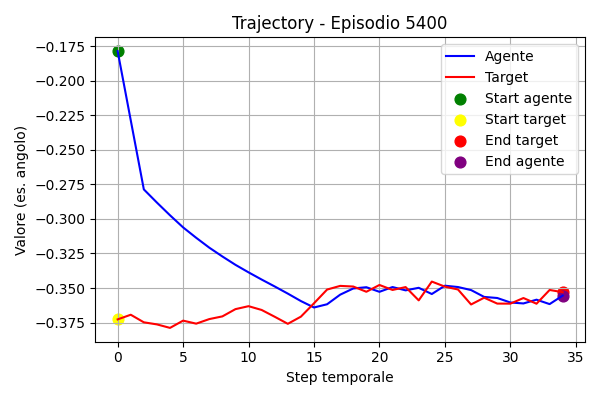 Trajectory - Episodio 5400
Valore (es. angolo)
−0.175
−0.200
−0.225
−0.250
−0.275
−0.300
−0.325
−0.350
−0.375
Agente
Target
Start agente
Start target
End target
End agente
0 5 10 15 20 25 30 35
Step temporale